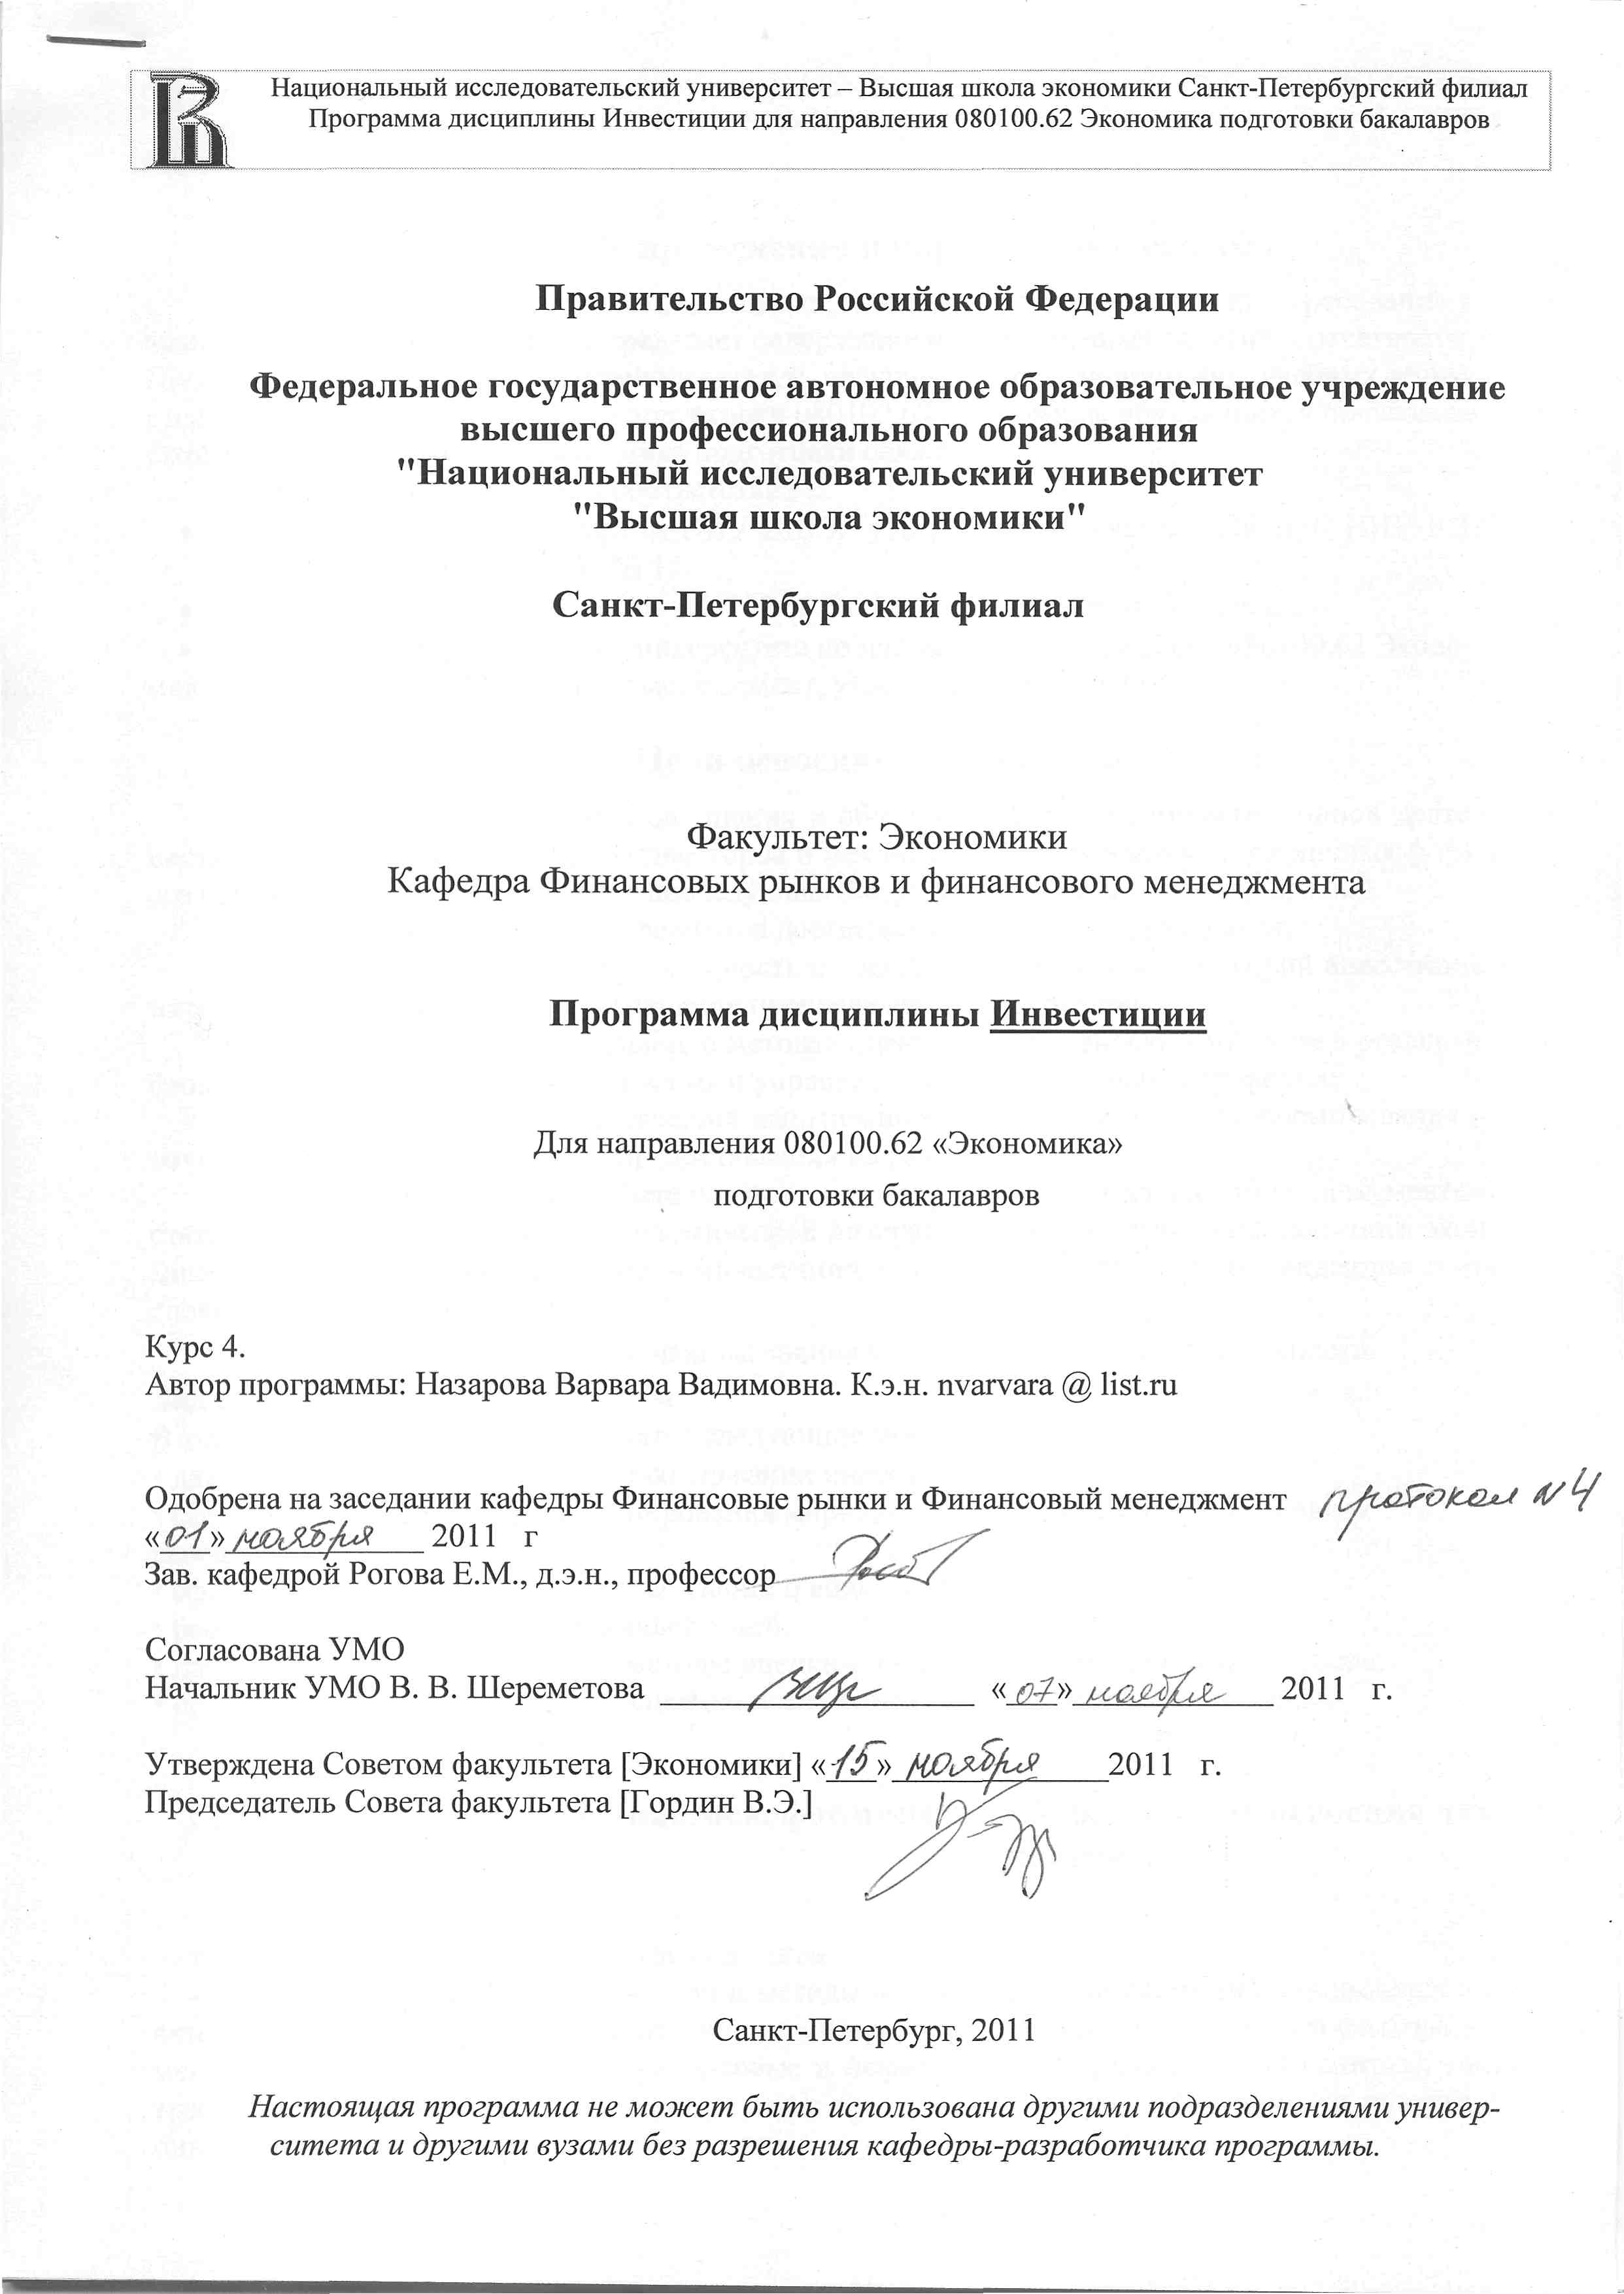 Национальный исследовательский университет – Высшая школа экономики Санкт-Петербургский филиал
Программа дисциплины Инвестиции для направления 080100.62 Экономика подготовки бакалавров
Правительство Российской Федерации
Федеральное государственное автономное образовательное учреждение
высшего профессионального образования
"Национальный исследовательский университет
"Высшая школа экономики"
Санкт-Петербургский филиал
Факультет: Экономики
Кафедра Финансовых рынков и финансового менеджмента
Программа дисциплины Инвестиции
Для направления 080100.62 «Экономика»
подготовки бакалавров
Курс 4.
Автор программы: Назарова Варвара Вадимовна. К.э.н. nvarvara @ list.ru
Одобрена на заседании кафедры Финансовые рынки и Финансовый менеджмент протокол N 4
«01» ноября 2011 г
Зав. кафедрой Рогова Е.М., д.э.н., профессор
Согласована УМО
Начальник УМО В. В. Шереметова «07» ноября 2011 г.
Утверждена Советом факультета [Экономики] «15» ноября 2011 г.
Председатель Совета факультета [Гордин В.Э.]
Санкт-Петербург, 2011
Настоящая программа не может быть использована другими подразделениями универ-
ситета и другими вузами без разрешения кафедры-разработчика программы.